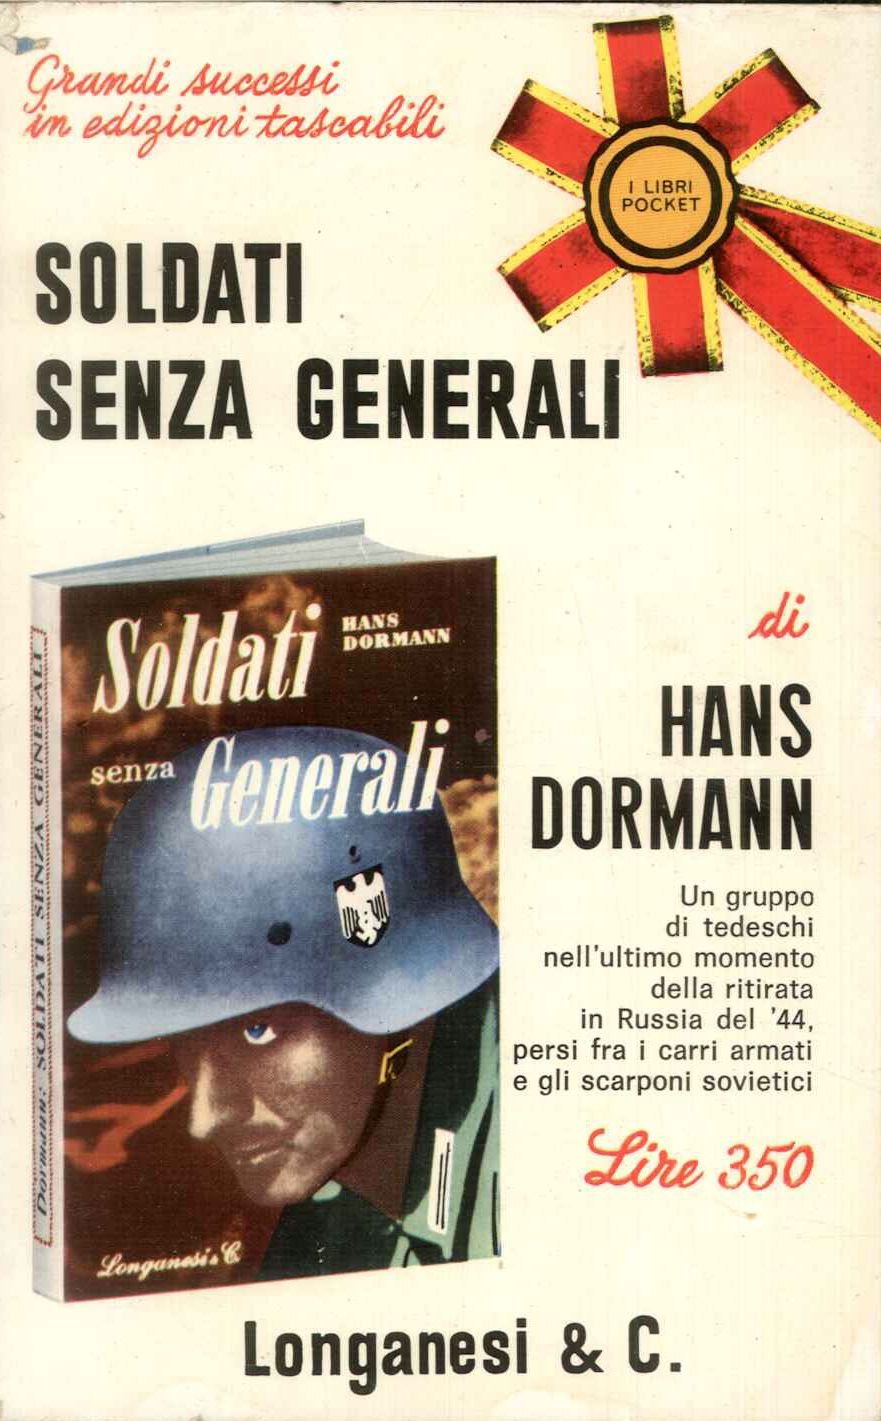 Grandi successi
in edizioni tascabili
I LIBRI
POCKET
SOLDATI
SENZA GENERALI
Soldati
HANS
DORMANN
senza Generali
Dormann: SOLDATI SENZA GENERALI
Longanesi & C.
di
HANS
DORMANN
Un gruppo
di tedeschi
nell'ultimo momento
della ritirata
in Russia del '44,
persi fra i carri armati
e gli scarponi sovietici
Lire 350
Longanesi & C.